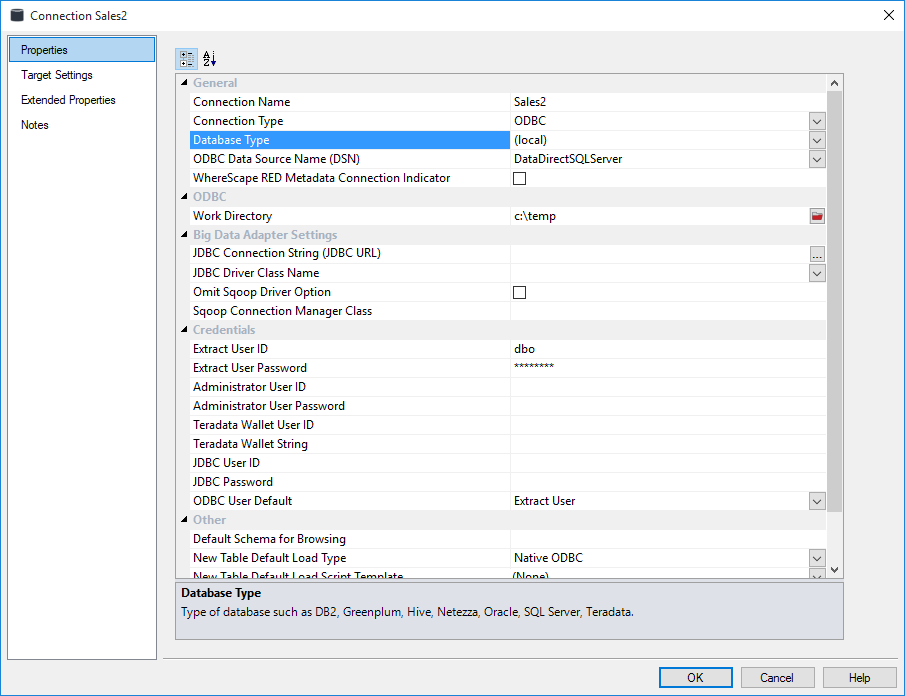 Connection Sales2
Properties
Target Settings
Extended Properties
Notes
General
Connection Name Sales2
Connection Type ODBC
Database Type (local)
ODBC Data Source Name (DSN) DataDirectSQLServer
WhereScape RED Metadata Connection Indicator
ODBC
Work Directory c:\temp
Big Data Adapter Settings
JDBC Connection String (JDBC URL) ...
JDBC Driver Class Name
Omit Sqoop Driver Option
Sqoop Connection Manager Class
Credentials
Extract User ID dbo
Extract User Password ********
Administrator User ID
Administrator User Password
Teradata Wallet User ID
Teradata Wallet String
JDBC User ID
JDBC Password
ODBC User Default Extract User
Other
Default Schema for Browsing
New Table Default Load Type Native ODBC
New Table Default Load Script Template (None)
Database Type
Type of database such as DB2, Greenplum, Hive, Netezza, Oracle, SQL Server, Teradata.
OK Cancel Help